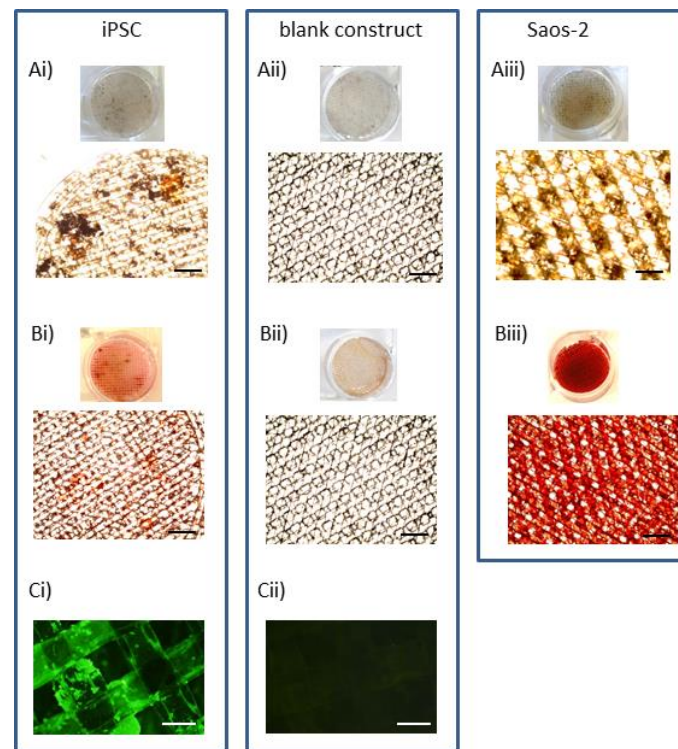 iPSC
blank construct
Saos-2
Ai)
Aii)
Aiii)
Bi)
Bii)
Biii)
Ci)
Cii)